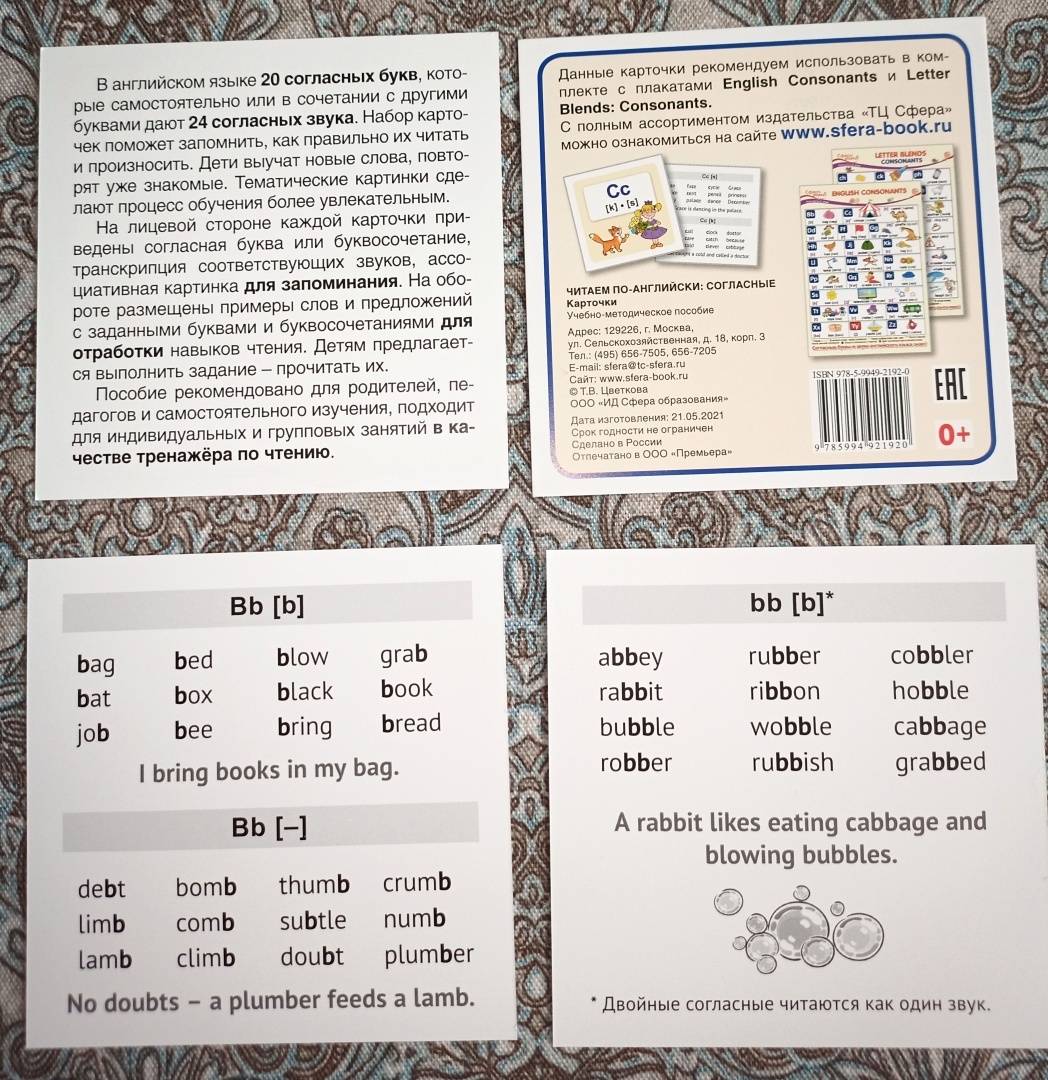 В английском языке 20 согласных букв, кото-
рые самостоятельно или в сочетании с другими
буквами дают 24 согласных звука. Набор карто-
чек поможет запомнить, как правильно их читать
и произносить. Дети выучат новые слова, повто-
рят уже знакомые. Тематические картинки сде-
лают процесс обучения более увлекательным.
На лицевой стороне каждой карточки при-
ведены согласная буква или буквосочетание,
транскрипция соответствующих звуков, ассо-
циативная картинка для запоминания. На обо-
роте размещены примеры слов и предложений
с заданными буквами и буквосочетаниями для
отработки навыков чтения. Детям предлагает-
ся выполнить задание – прочитать их.
Пособие рекомендовано для родителей, пе-
дагогов и самостоятельного изучения, подходит
для индивидуальных и групповых занятий в ка-
честве тренажёра по чтению.
Данные карточки рекомендуем использовать в ком-
плекте с плакатами English Consonants и Letter
Blends: Consonants.
С полным ассортиментом издательства «ТЦ Сфера»
можно ознакомиться на сайте www.sfera-book.ru
Cc
[k] • [s]
Cc [s]
Cc [k]
LETTER BLENDS
CONSONANTS
ENGLISH CONSONANTS
ЧИТАЕМ ПО-АНГЛИЙСКИ: СОГЛАСНЫЕ
Карточки
Учебно-методическое пособие
Адрес: 129226, г. Москва,
ул. Сельскохозяйственная, д. 18, корп. 3
Тел.: (495) 656-7505, 656-7205
E-mail: sfera@tc-sfera.ru
Сайт: www.sfera-book.ru
© Т.В. Цветкова
ООО «ИД Сфера образования»
Дата изготовления: 21.05.2021
Срок годности не ограничен
Сделано в России
Отпечатано в ООО «Премьера»
ISBN 978-5-9949-2192-0
9 785994 921920
EAC
0+
Bb [b]
bag bed blow grab
bat box black book
job bee bring bread
I bring books in my bag.
Bb [–]
debt bomb thumb crumb
limb comb subtle numb
lamb climb doubt plumber
No doubts – a plumber feeds a lamb.
bb [b]*
abbey rubber cobbler
rabbit ribbon hobble
bubble wobble cabbage
robber rubbish grabbed
A rabbit likes eating cabbage and
blowing bubbles.
* Двойные согласные читаются как один звук.